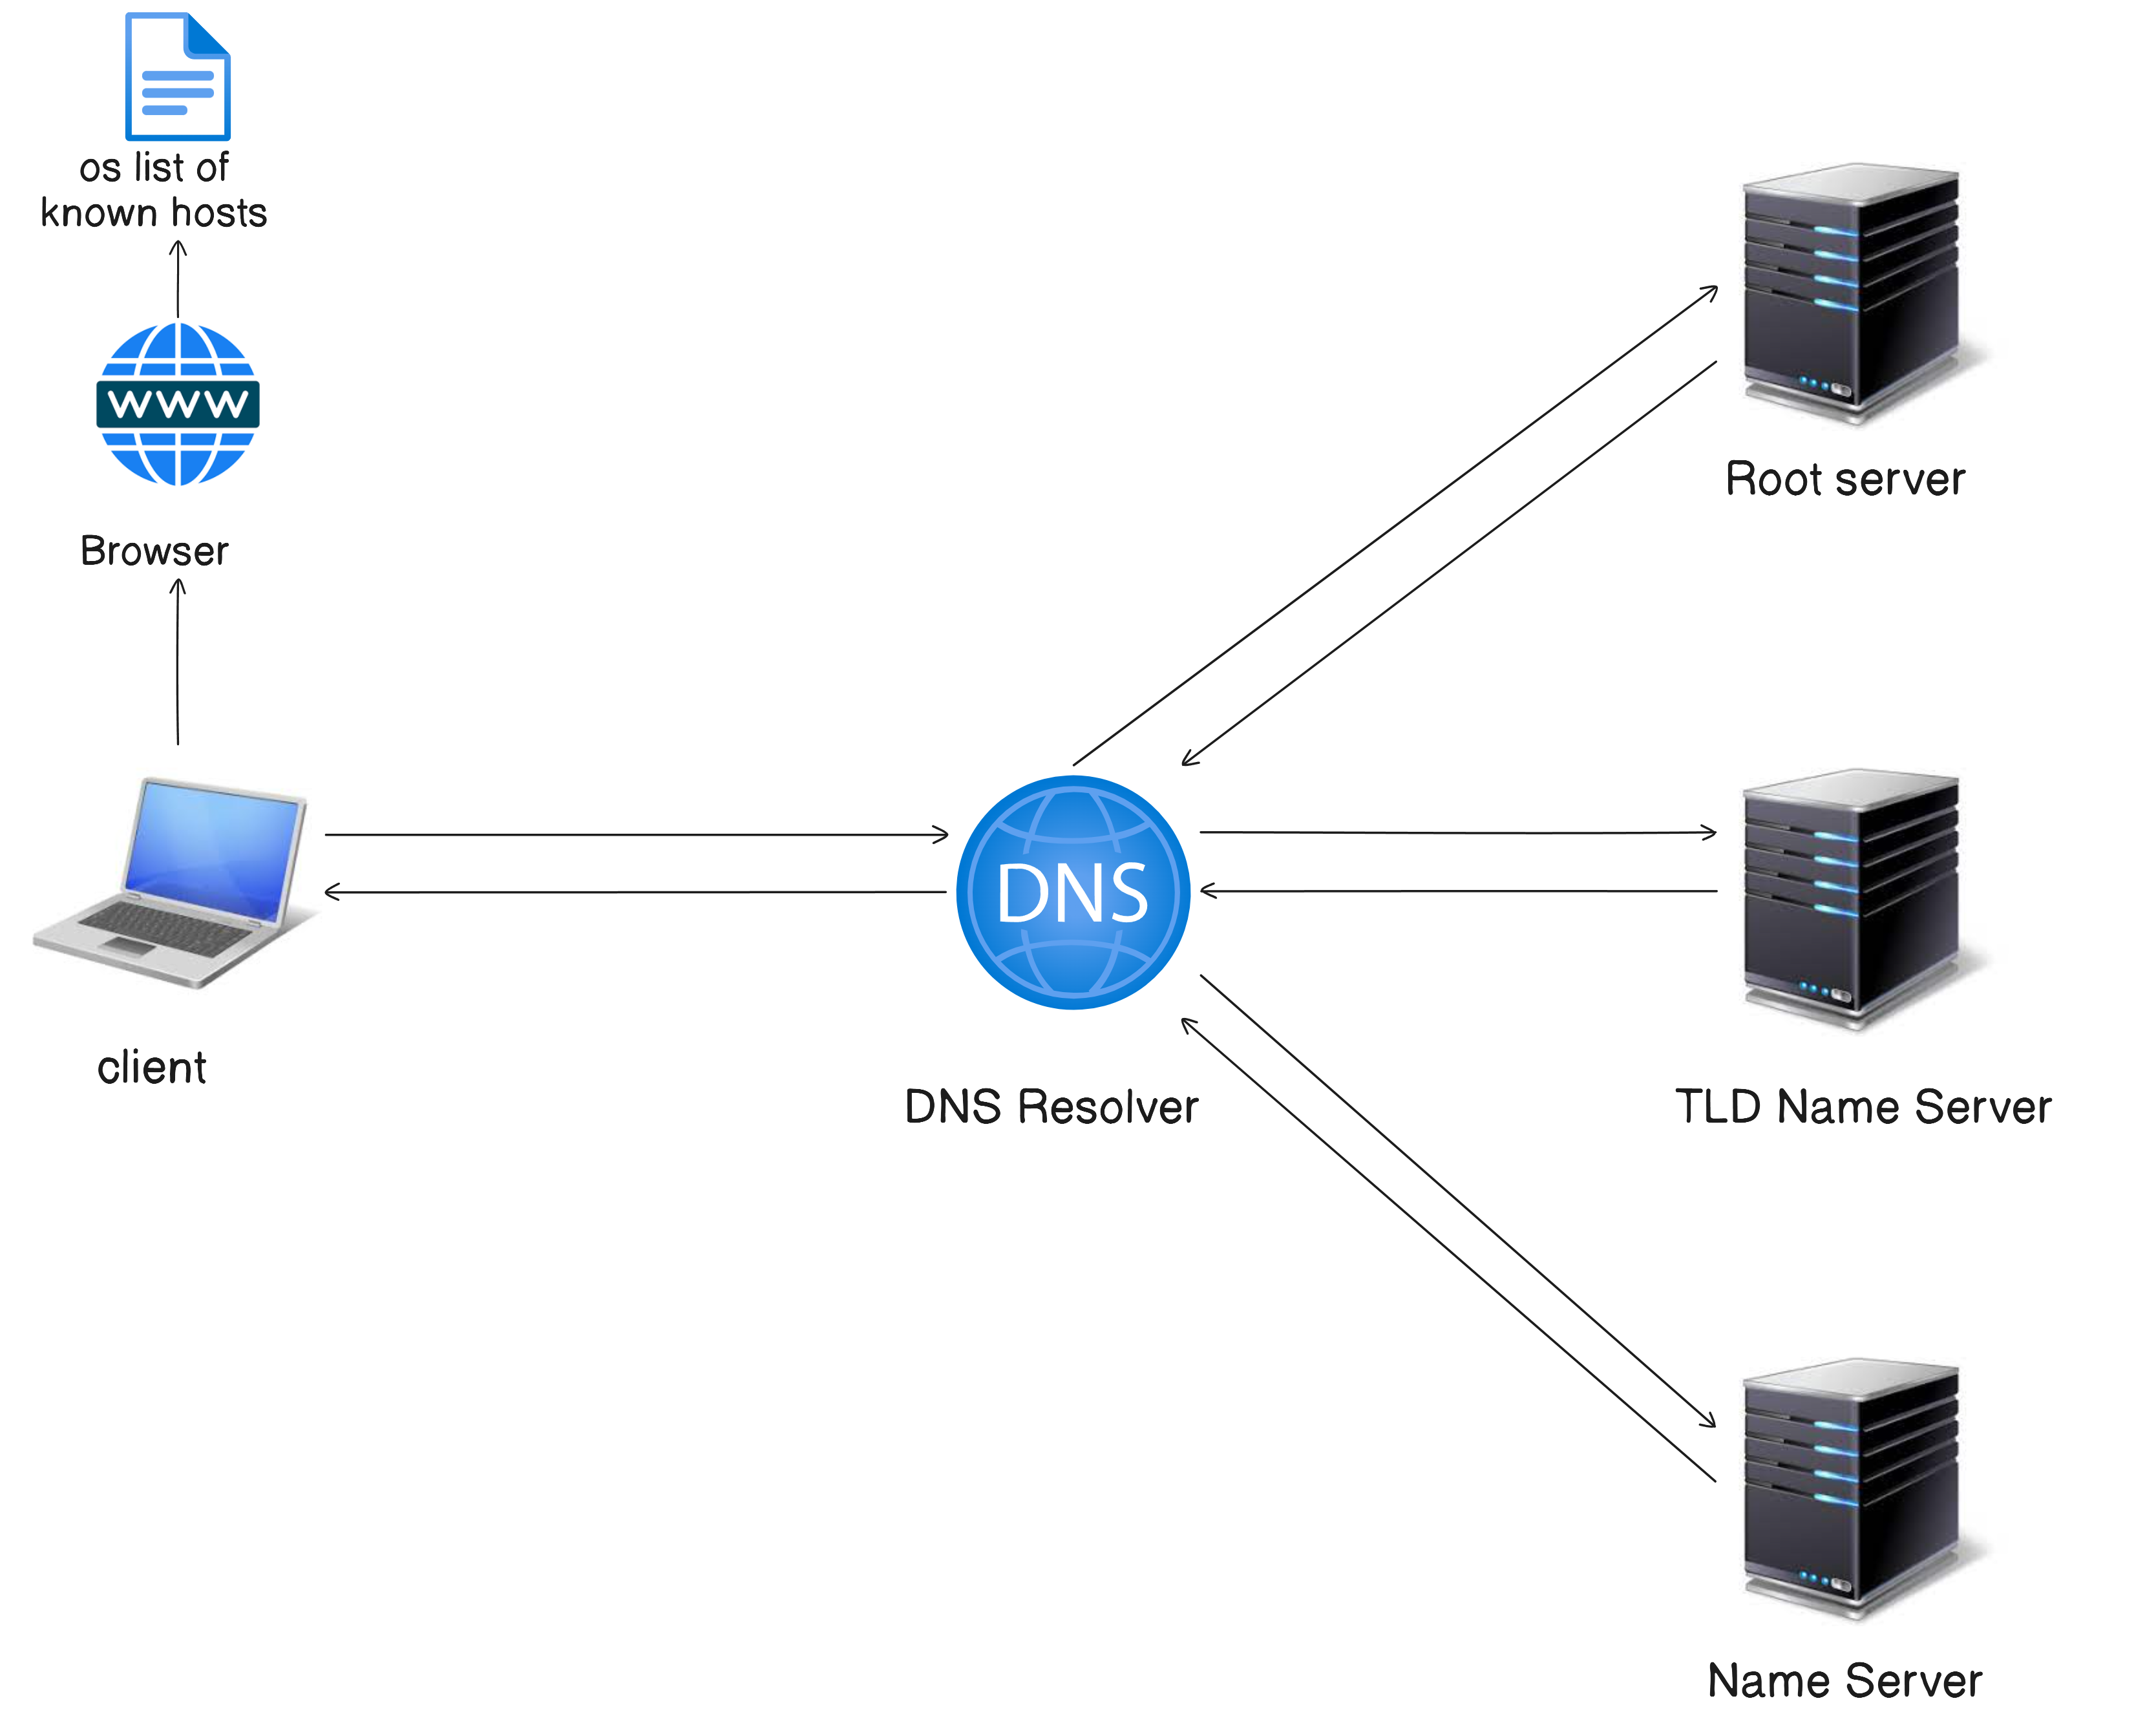 os list of
known hosts
WWW
Browser
Root server
DNS
client
DNS Resolver
TLD Name Server
Name Server